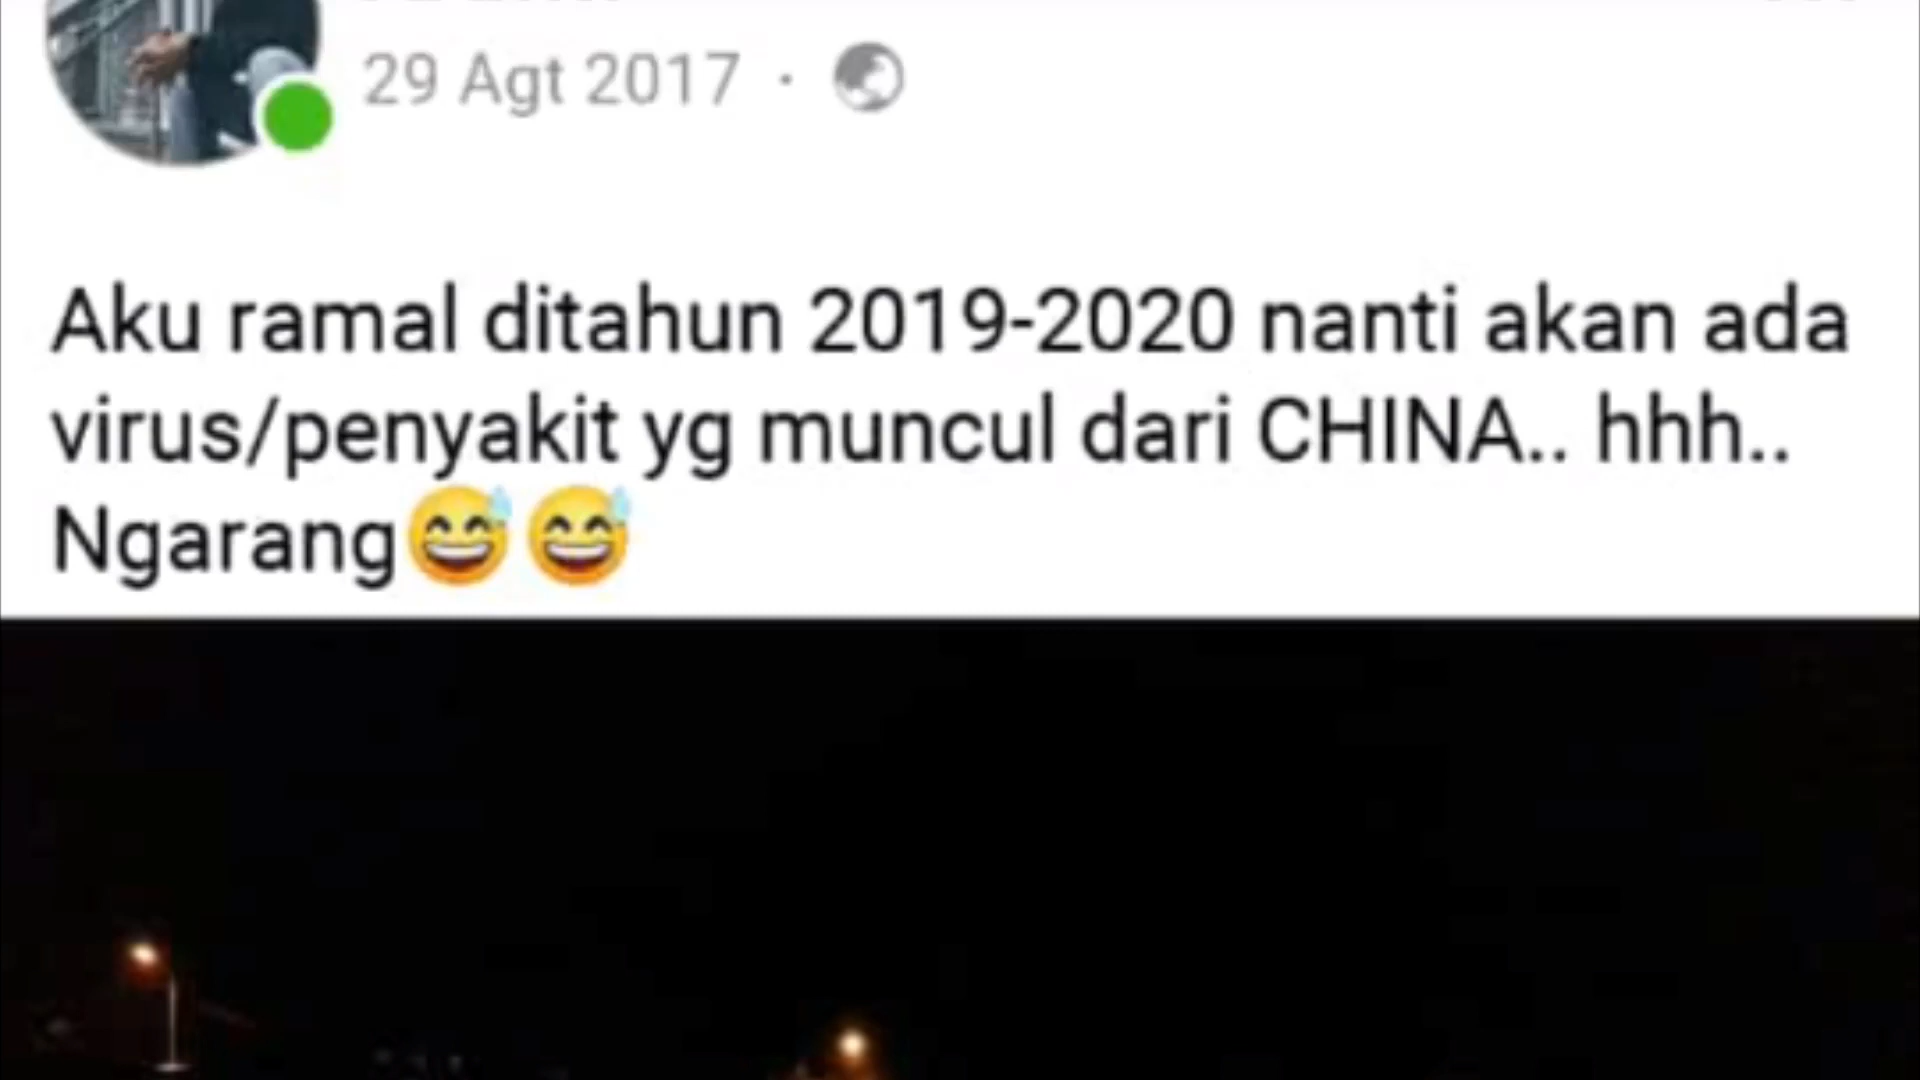 29 Agt 2017 ·
Aku ramal ditahun 2019-2020 nanti akan ada
virus/penyakit yg muncul dari CHINA.. hhh..
Ngarang😅😅